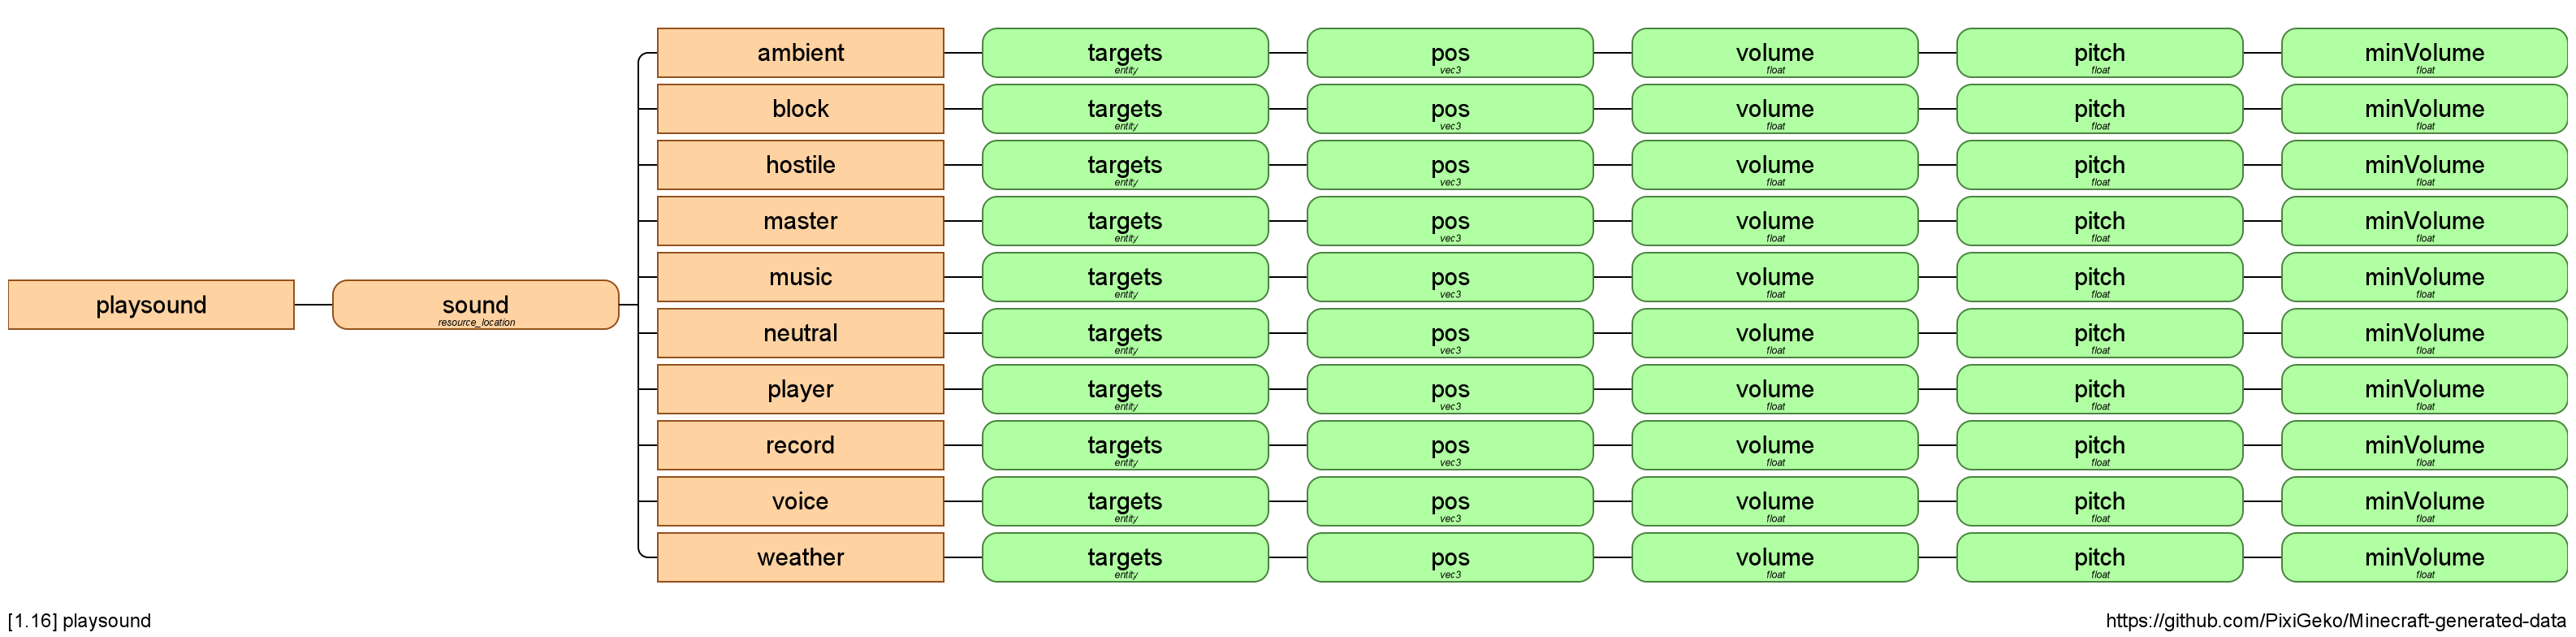 ambient targets entity pos vec3 volume float pitch float minVolume float
block targets entity pos vec3 volume float pitch float minVolume float
hostile targets entity pos vec3 volume float pitch float minVolume float
master targets entity pos vec3 volume float pitch float minVolume float
music targets entity pos vec3 volume float pitch float minVolume float
playsound sound resource_location
neutral targets entity pos vec3 volume float pitch float minVolume float
player targets entity pos vec3 volume float pitch float minVolume float
record targets entity pos vec3 volume float pitch float minVolume float
voice targets entity pos vec3 volume float pitch float minVolume float
weather targets entity pos vec3 volume float pitch float minVolume float
[1.16] playsound https://github.com/PixiGeko/Minecraft-generated-data